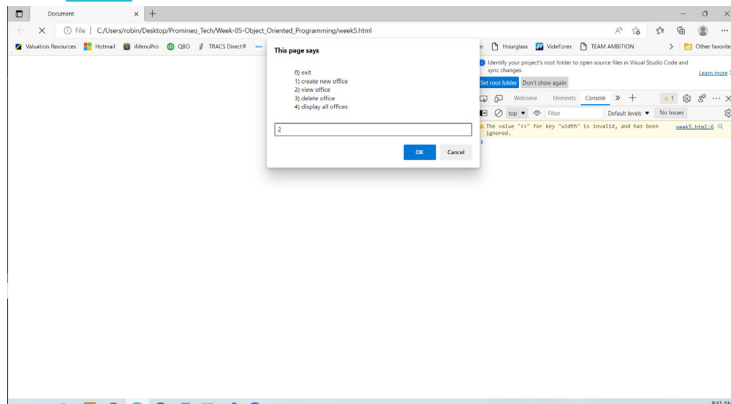 Document
File | C:/Users/robin/Desktop/Promineo_Tech/Week-05-Object_Oriented_Programming/week5.html
Valuation Resources Hotmail iMenuPro QBO TRACS Direct® Hourglass VideForex TEAM AMBITION Other favorite
This page says
0) exit
1) create new office
2) view office
3) delete office
4) display all offices
2
OK Cancel
Identify your project's root folder to open source files in Visual Studio Code and
sync changes. Learn more
Set root folder Don't show again
Welcome Elements Console 1
top Filter Default levels No Issues
The value "<>" for key "width" is invalid, and has been week5.html:6
ignored.